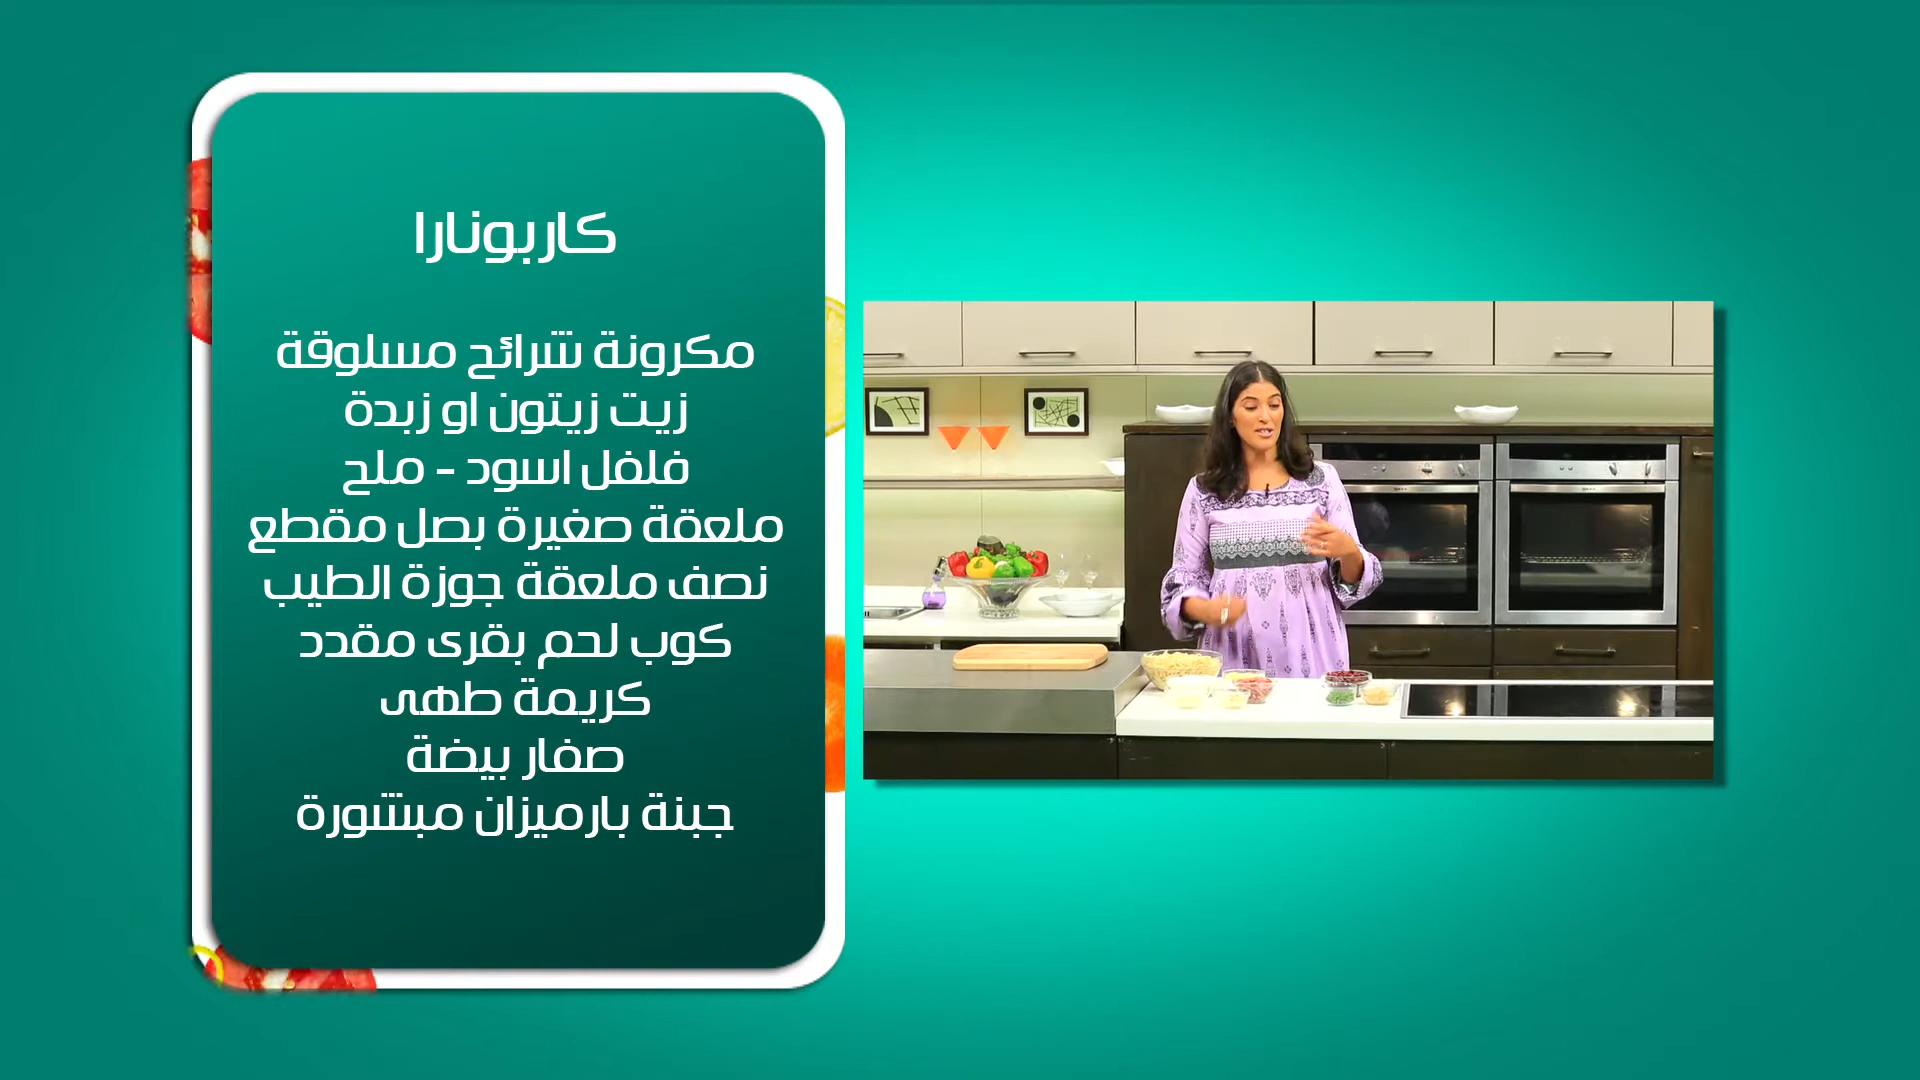 كاربونارا
مكرونة شرائح مسلوقة
زيت زيتون او زبدة
فلفل اسود - ملح
ملعقة صغيرة بصل مقطع
نصف ملعقة جوزة الطيب
كوب لحم بقرى مقدد
كريمة طهى
صفار بيضة
جبنة بارميزان مبشورة